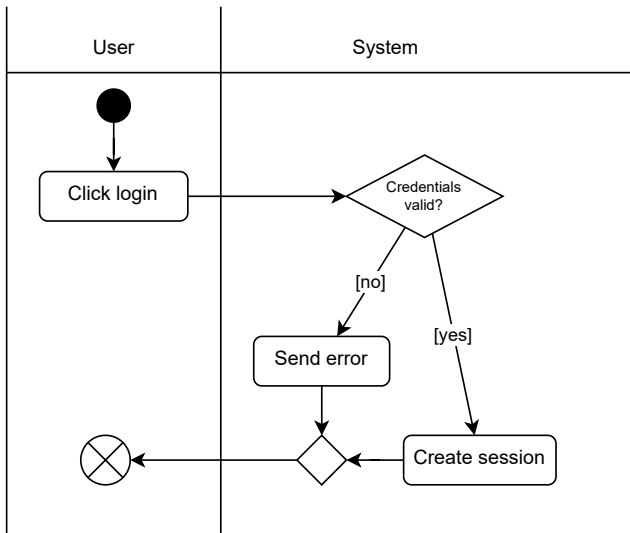 User
System
Click login
Credentials
valid?
[no]
[yes]
Send error
Create session